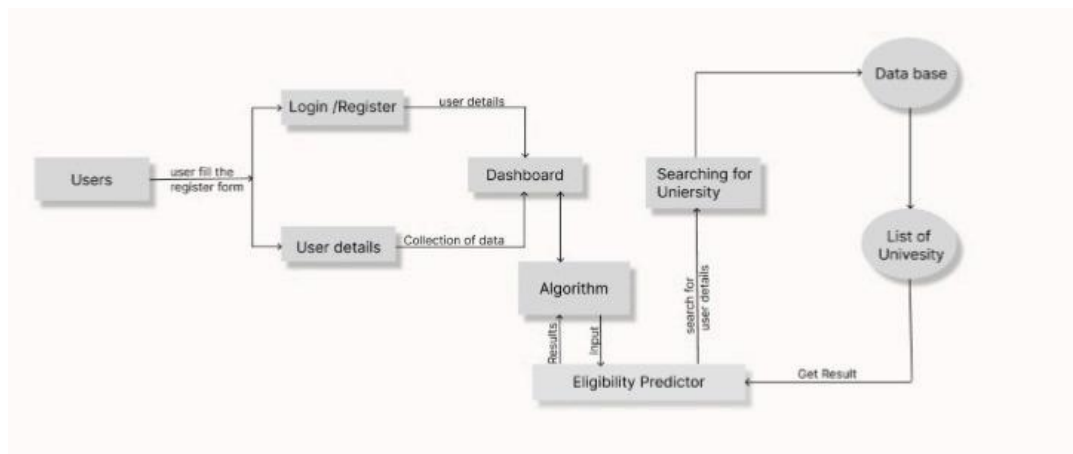 Data base
Login /Register
user details
Users
user fill the
register form
Dashboard
Searching for
Uniersity
User details
Collection of data
List of
Univesity
Algorithm
search for
user details
Results
input
Eligibility Predictor
Get Result